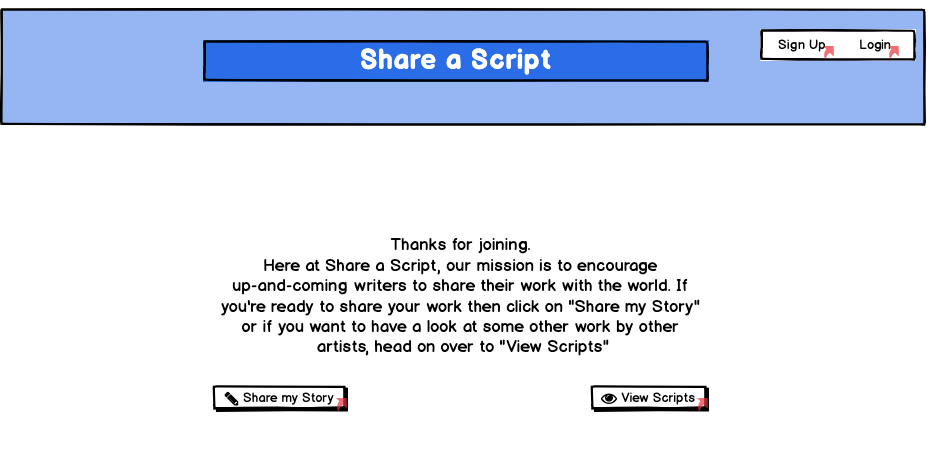 Share a Script
Sign Up
Login
Thanks for joining.
Here at Share a Script, our mission is to encourage
up-and-coming writers to share their work with the world. If
you're ready to share your work then click on "Share my Story"
or if you want to have a look at some other work by other
artists, head on over to "View Scripts"
Share my Story
View Scripts